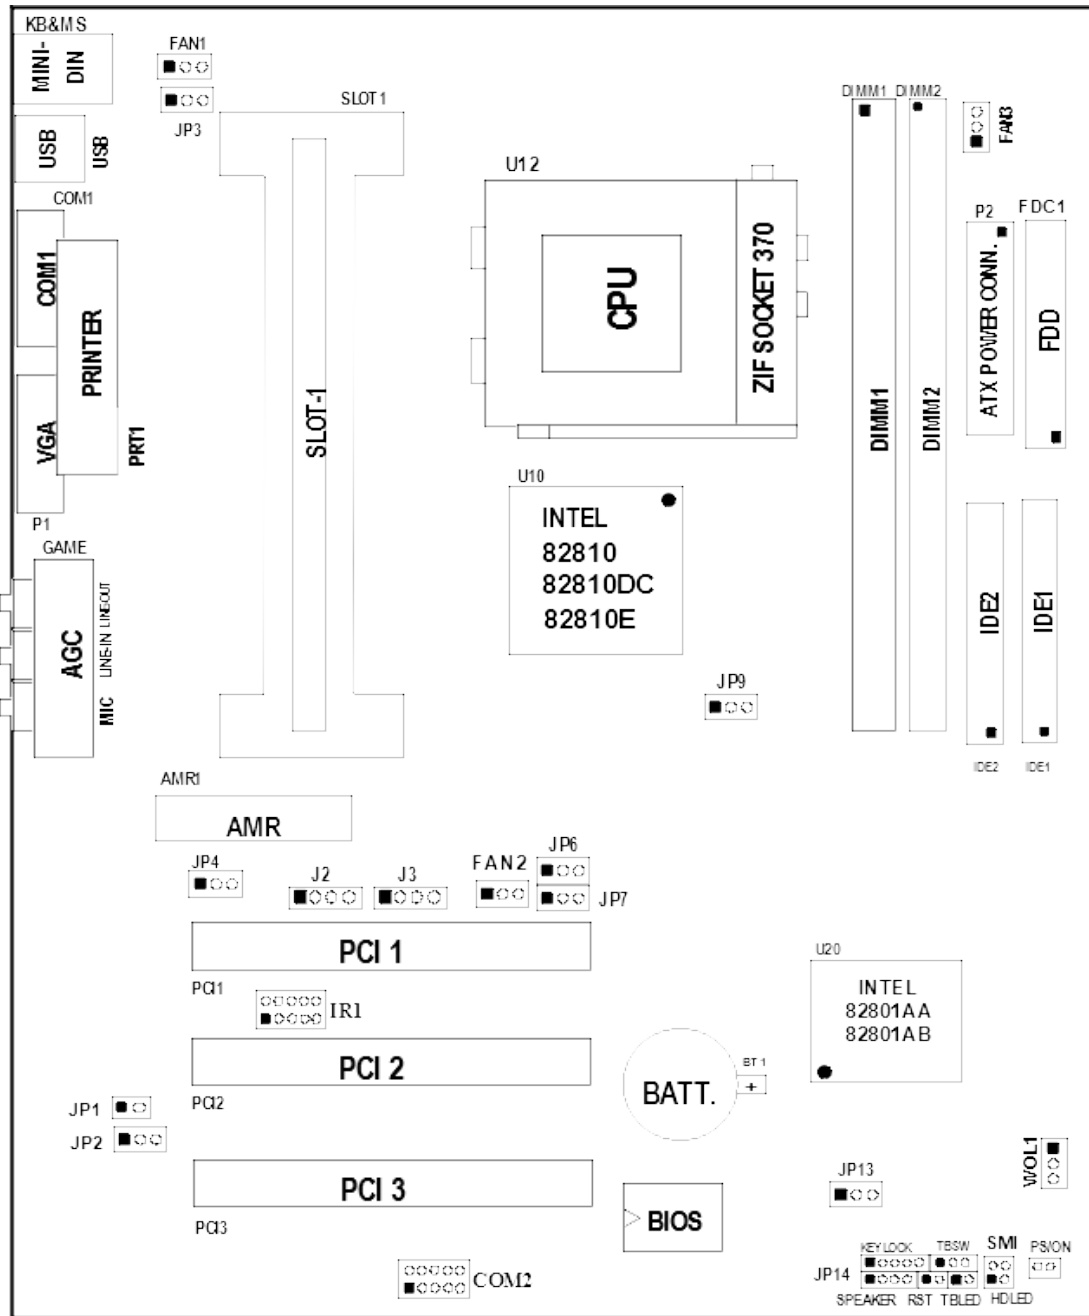 KB&MS
MINI-
DIN
FAN1
JP3
SLOT1
DIMM1
DIMM2
FAN3
USB
USB
U12
COM1
P2
FDC1
COM1
PRINTER
PRT1
VGA
P1
SLOT-1
CPU
ZIF SOCKET 370
DIMM1
DIMM2
ATX POWER CONN.
FDD
U10
INTEL
82810
82810DC
82810E
GAME
AGC
LINE-IN LINEOUT
MIC
IDE2
IDE1
JP9
IDE2
IDE1
AMR1
AMR
JP4
J2
J3
FAN2
JP6
JP7
PCI 1
PCI1
IR1
U20
INTEL
82801AA
82801AB
PCI 2
PCI2
BATT.
BT1
+
JP1
JP2
PCI 3
PCI3
BIOS
JP13
WOL1
COM2
KEYLOCK
TBSW
SMI
PS/ON
JP14
SPEAKER
RST
TBLED
HDLED